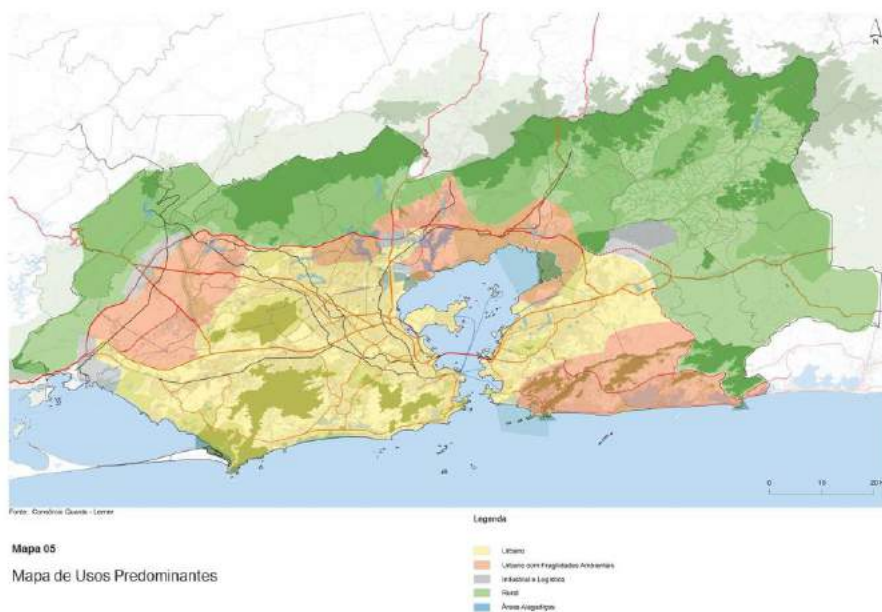 N
0 10 20
Fonte: Consórcio Quanta - Lerner
Legenda
Mapa 05
Mapa de Usos Predominantes
Urbano
Urbano com Fragilidades Ambientais
Industrial e Logística
Rural
Áreas Alagadiças